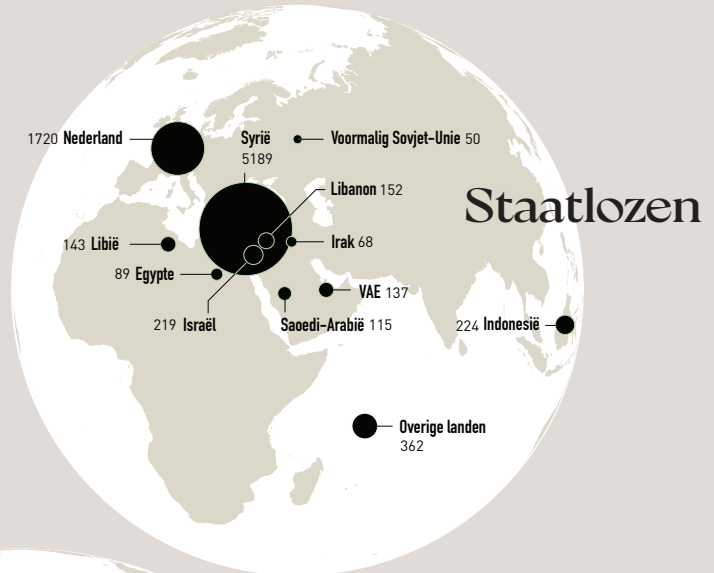 1720 Nederland
Syrië
5189
Voormalig Sovjet-Unie 50
Libanon 152
Staatlozen
143 Libië
Irak 68
89 Egypte
VAE 137
219 Israël
Saoedi-Arabië 115
224 Indonesië
Overige landen
362